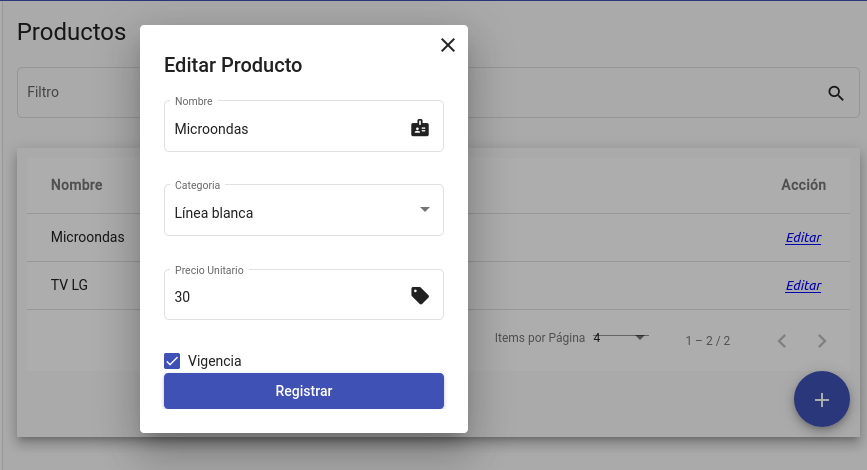 Productos
Editar Producto
Filtro
Nombre
Microondas
Categoria
Línea blanca
Precio Unitario
30
Vigencia
Registrar
Nombre
Acción
Microondas
Editar
TV LG
Editar
Items por Página 4
1 – 2 / 2